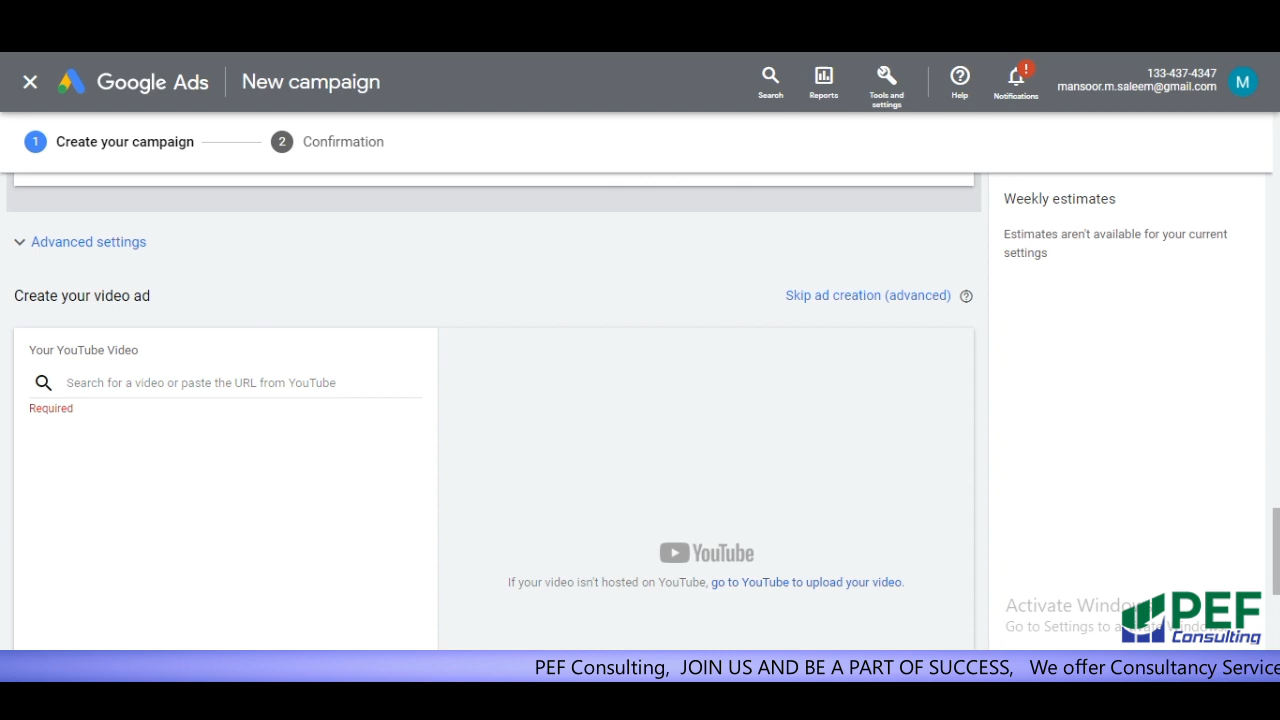 Google Ads
New campaign
Search
Reports
Tools and
settings
Help
!
Notifications
133-437-4347
mansoor.m.saleem@gmail.com
M
1 Create your campaign
2 Confirmation
Weekly estimates
Estimates aren't available for your current
settings
Advanced settings
Create your video ad
Skip ad creation (advanced)
Your YouTube Video
Search for a video or paste the URL from YouTube
Required
YouTube
If your video isn't hosted on YouTube, go to YouTube to upload your video.
Activate
Go to Settings to
PEF
Consulting
PEF Consulting, JOIN US AND BE A PART OF SUCCESS, We offer Consultancy